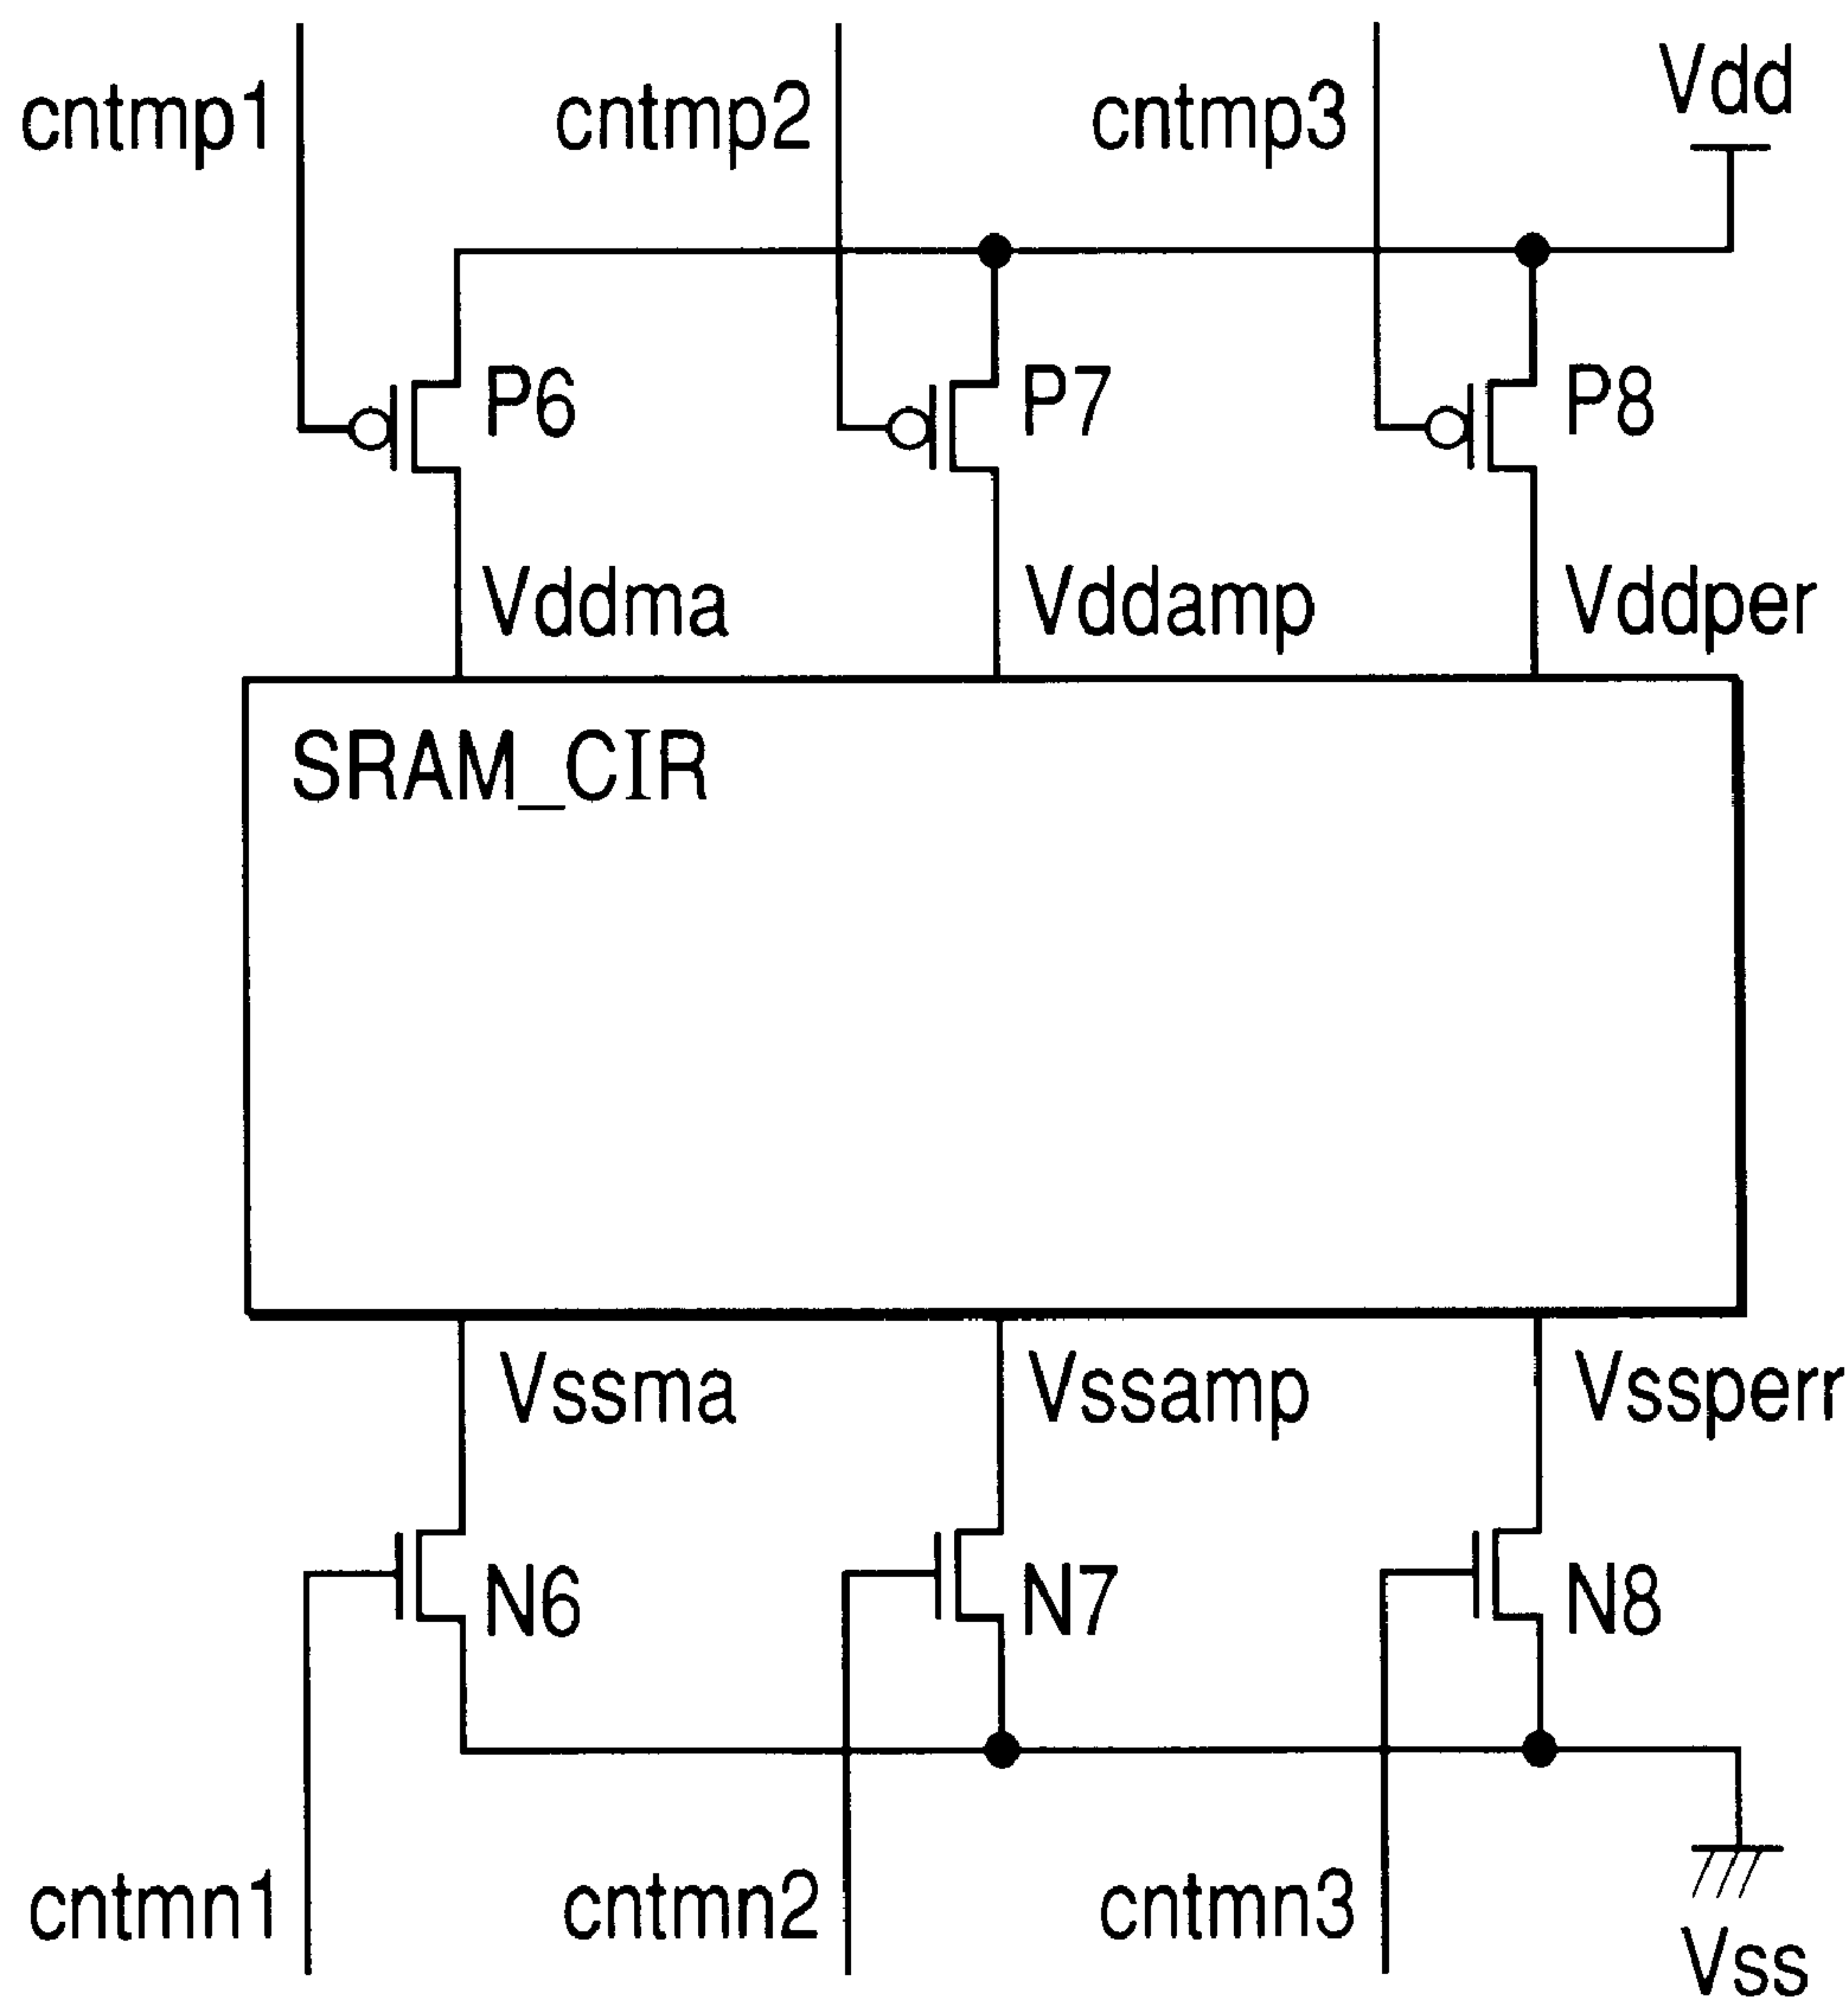 Vdd
cntmp1 cntmp2 cntmp3
P6 P7 P8
Vddma Vddamp Vddper
SRAM_CIR
Vssma Vssamp Vssperr
N6 N7 N8
cntmn1 cntmn2 cntmn3
Vss